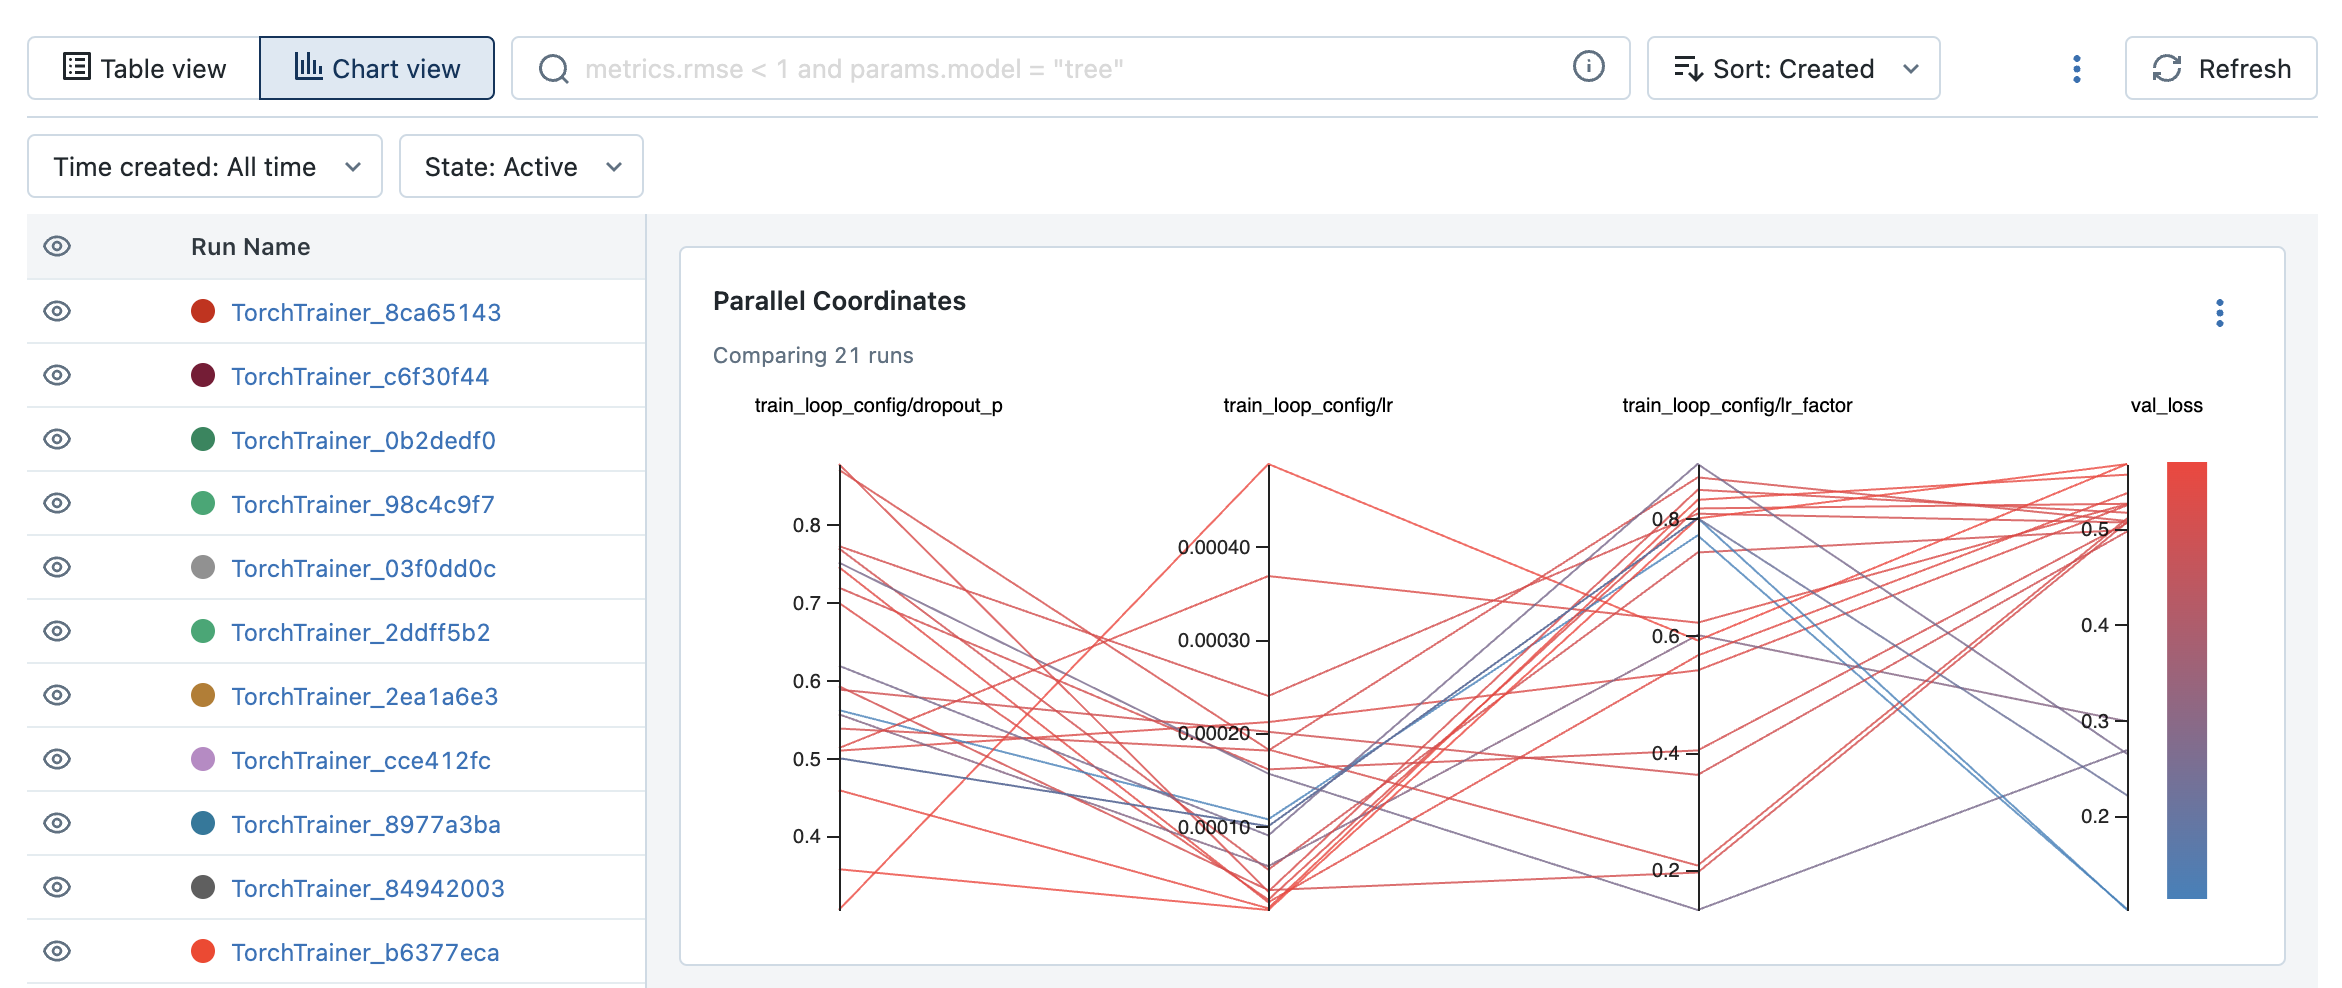 Table view
Chart view
metrics.rmse < 1 and params.model = "tree"
Sort: Created
Refresh
Time created: All time
State: Active
Run Name
TorchTrainer_8ca65143
TorchTrainer_c6f30f44
TorchTrainer_0b2dedf0
TorchTrainer_98c4c9f7
TorchTrainer_03f0dd0c
TorchTrainer_2ddff5b2
TorchTrainer_2ea1a6e3
TorchTrainer_cce412fc
TorchTrainer_8977a3ba
TorchTrainer_84942003
TorchTrainer_b6377eca
Parallel Coordinates
Comparing 21 runs
train_loop_config/dropout_p
0.8
0.7
0.6
0.5
0.4
train_loop_config/lr
0.00040
0.00030
0.00020
0.00010
train_loop_config/lr_factor
0.8
0.6
0.4
0.2
val_loss
0.5
0.4
0.3
0.2